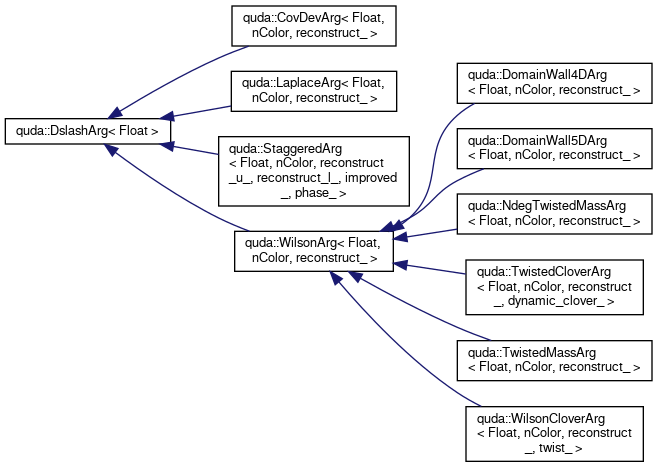 quda::CovDevArg< Float,
nColor, reconstruct_ >
quda::LaplaceArg< Float,
nColor, reconstruct_ >
quda::DslashArg< Float >
quda::StaggeredArg
< Float, nColor, reconstruct
_u_, reconstruct_l_, improved
_, phase_ >
quda::WilsonArg< Float,
nColor, reconstruct_ >
quda::DomainWall4DArg
< Float, nColor, reconstruct_ >
quda::DomainWall5DArg
< Float, nColor, reconstruct_ >
quda::NdegTwistedMassArg
< Float, nColor, reconstruct_ >
quda::TwistedCloverArg
< Float, nColor, reconstruct
_, dynamic_clover_ >
quda::TwistedMassArg
< Float, nColor, reconstruct_ >
quda::WilsonCloverArg
< Float, nColor, reconstruct
_, twist_ >